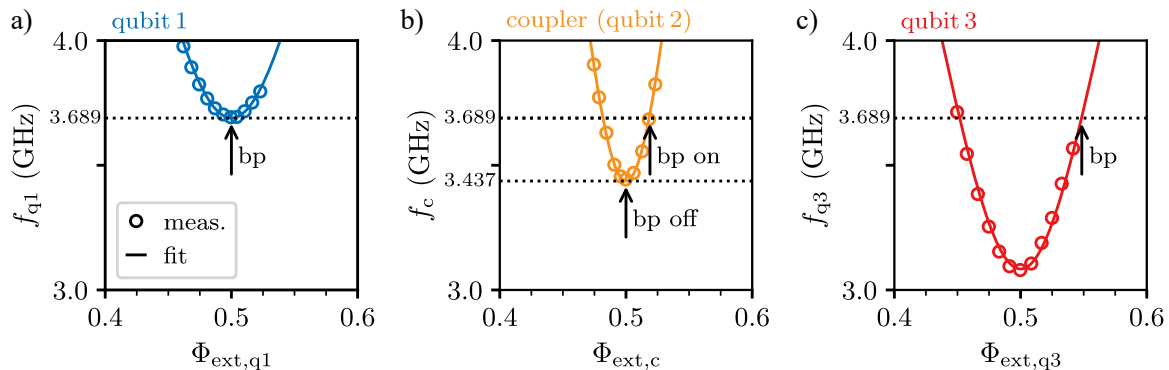 a) qubit 1
4.0
3.689
3.0
f_q1 (GHz)
bp
meas.
fit
0.4 0.5 0.6
Φ_ext,q1
b) coupler (qubit 2)
4.0
3.689
3.437
3.0
f_c (GHz)
bp on
bp off
0.4 0.5 0.6
Φ_ext,c
c) qubit 3
4.0
3.689
3.0
f_q3 (GHz)
bp
0.4 0.5 0.6
Φ_ext,q3